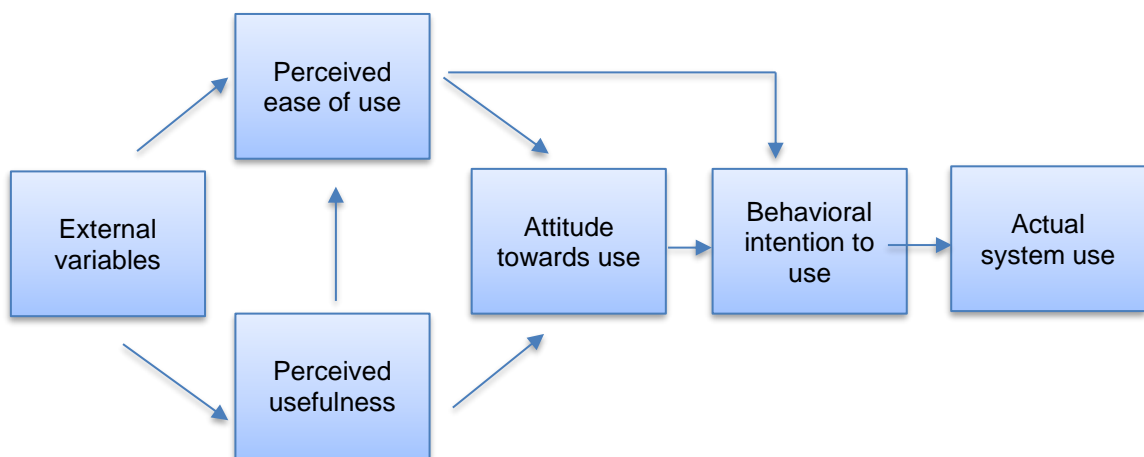 Perceived
ease of use
External
variables
Perceived
usefulness
Attitude
towards use
Behavioral
intention to
use
Actual
system use